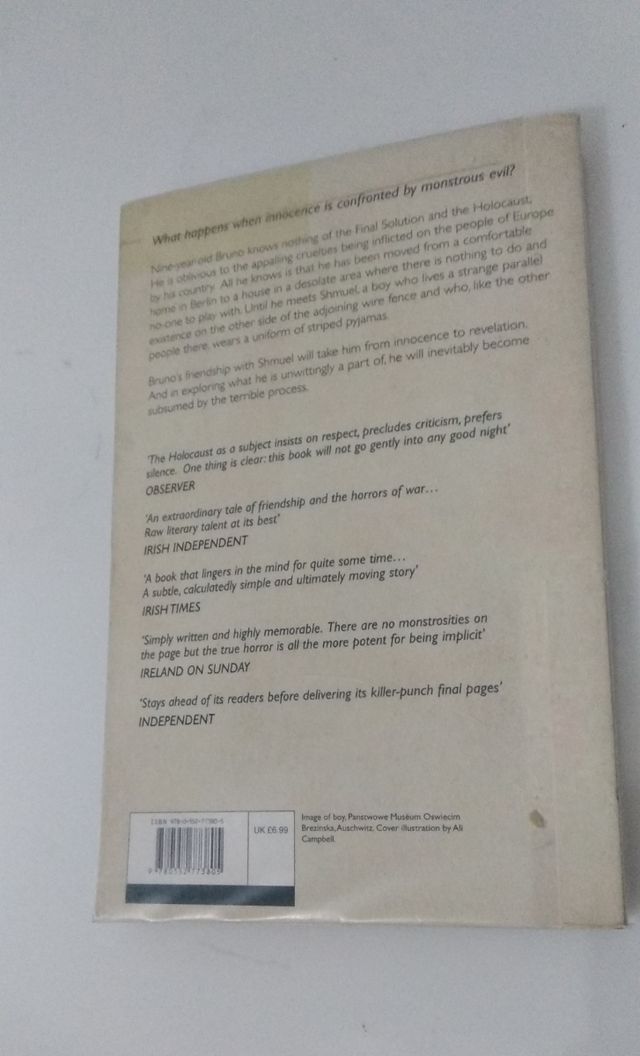 What happens when innocence is confronted by monstrous evil?
Nine-year-old Bruno knows nothing of the Final Solution and the Holocaust.
He is oblivious to the appalling cruelties being inflicted on the people of Europe
by his country. All he knows is that he has been moved from a comfortable
home in Berlin to a house in a desolate area where there is nothing to do and
no-one to play with. Until he meets Shmuel, a boy who lives a strange parallel
existence on the other side of the adjoining wire fence and who, like the other
people there, wears a uniform of striped pyjamas.
Bruno's friendship with Shmuel will take him from innocence to revelation.
And in exploring what he is unwittingly a part of, he will inevitably become
subsumed by the terrible process.
'The Holocaust as a subject insists on respect, precludes criticism, prefers
silence. One thing is clear: this book will not go gently into any good night'
OBSERVER
'An extraordinary tale of friendship and the horrors of war...
Raw literary talent at its best'
IRISH INDEPENDENT
'A book that lingers in the mind for quite some time...
A subtle, calculatedly simple and ultimately moving story'
IRISH TIMES
'Simply written and highly memorable. There are no monstrosities on
the page but the true horror is all the more potent for being implicit'
IRELAND ON SUNDAY
'Stays ahead of its readers before delivering its killer-punch final pages'
INDEPENDENT
ISBN 978-0-552-77380-5
9 780552 773805
UK £6.99
Image of boy, Panstwowe Museum Oswiecim
Brezinska, Auschwitz. Cover illustration by Ali
Campbell.